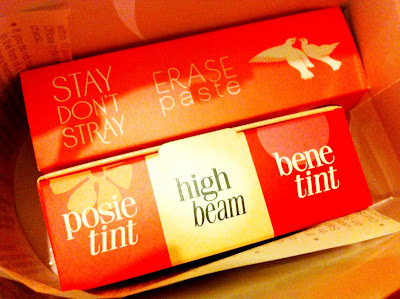 STAY
DON'T
STRAY
ERASE
paste
posie
tint
high
beam
bene
tint